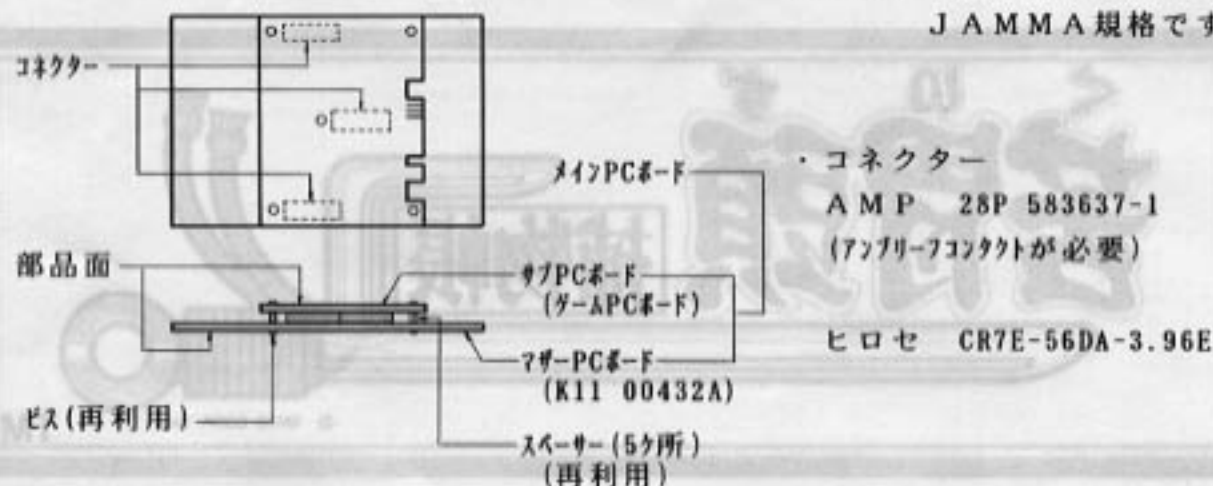 JAMMA規格です
コネクター
メインPCボード
・コネクター
AMP 28P 583637-1
(アンプリーフコンタクトが必要)
部品面
サブPCボード
(ゲームPCボード)
ヒロセ CR7E-56DA-3.96E
マザーPCボード
(K11 00432A)
ビス(再利用)
スペーサー(5ケ所)
(再利用)